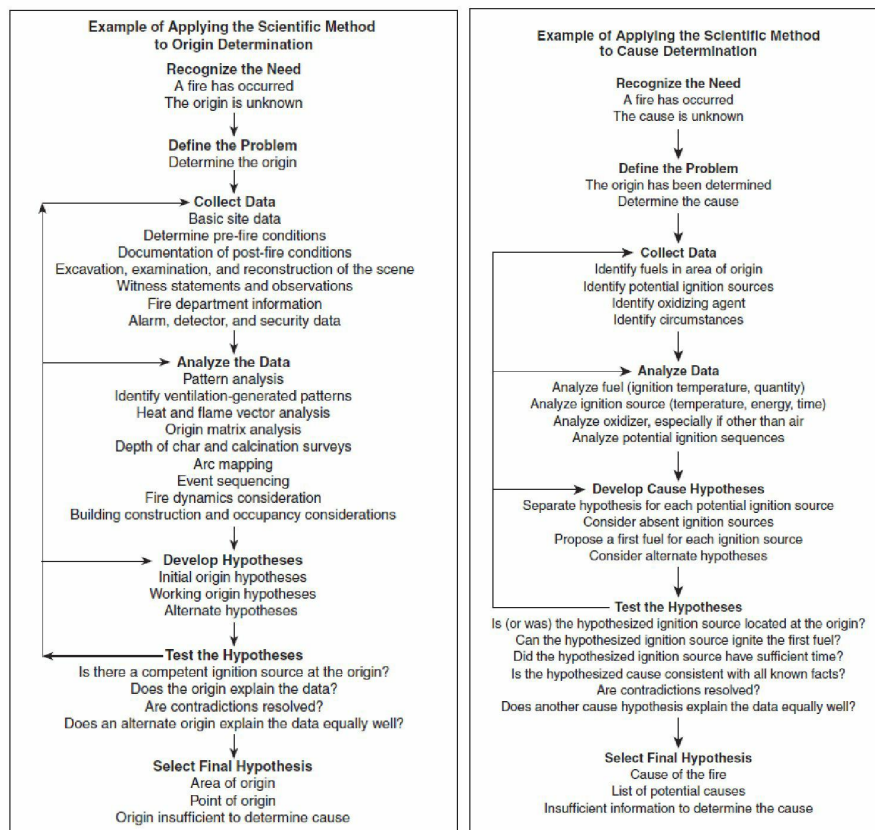 Example of Applying the Scientific Method
to Origin Determination
Recognize the Need
A fire has occurred
The origin is unknown
Define the Problem
Determine the origin
Collect Data
Basic site data
Determine pre-fire conditions
Documentation of post-fire conditions
Excavation, examination, and reconstruction of the scene
Witness statements and observations
Fire department information
Alarm, detector, and security data
Analyze the Data
Pattern analysis
Identify ventilation-generated patterns
Heat and flame vector analysis
Origin matrix analysis
Depth of char and calcination surveys
Arc mapping
Event sequencing
Fire dynamics consideration
Building construction and occupancy considerations
Develop Hypotheses
Initial origin hypotheses
Working origin hypotheses
Alternate hypotheses
Test the Hypotheses
Is there a competent ignition source at the origin?
Does the origin explain the data?
Are contradictions resolved?
Does an alternate origin explain the data equally well?
Select Final Hypothesis
Area of origin
Point of origin
Origin insufficient to determine cause
Example of Applying the Scientific Method
to Cause Determination
Recognize the Need
A fire has occurred
The cause is unknown
Define the Problem
The origin has been determined
Determine the cause
Collect Data
Identify fuels in area of origin
Identify potential ignition sources
Identify oxidizing agent
Identify circumstances
Analyze Data
Analyze fuel (ignition temperature, quantity)
Analyze ignition source (temperature, energy, time)
Analyze oxidizer, especially if other than air
Analyze potential ignition sequences
Develop Cause Hypotheses
Separate hypothesis for each potential ignition source
Consider absent ignition sources
Propose a first fuel for each ignition source
Consider alternate hypotheses
Test the Hypotheses
Is (or was) the hypothesized ignition source located at the origin?
Can the hypothesized ignition source ignite the first fuel?
Did the hypothesized ignition source have sufficient time?
Is the hypothesized cause consistent with all known facts?
Are contradictions resolved?
Does another cause hypothesis explain the data equally well?
Select Final Hypothesis
Cause of the fire
List of potential causes
Insufficient information to determine the cause